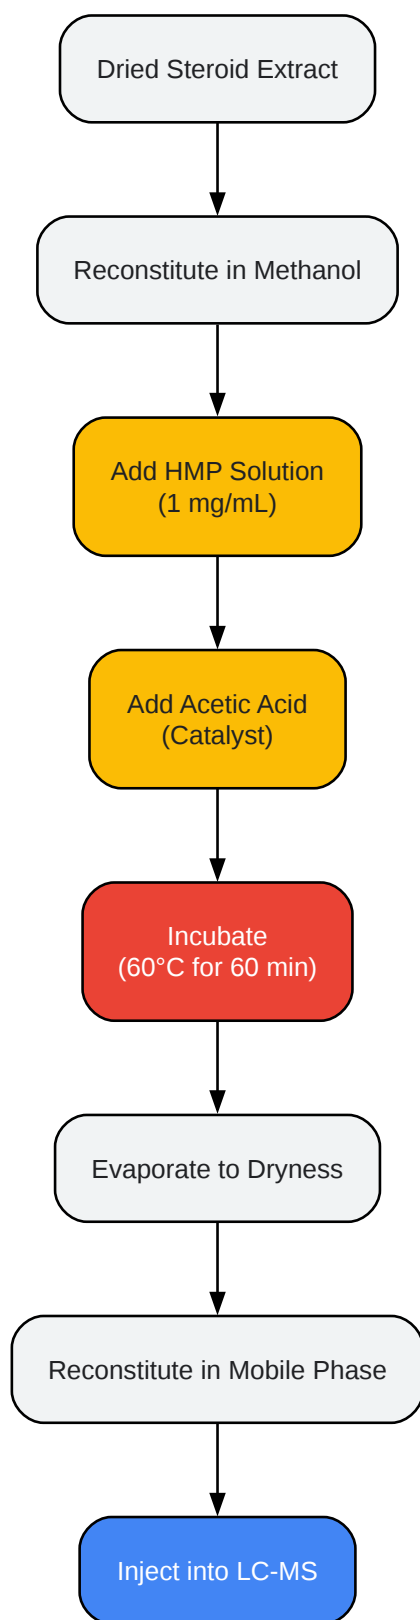 Dried Steroid Extract
Reconstitute in Methanol
Add HMP Solution
(1 mg/mL)
Add Acetic Acid
(Catalyst)
Incubate
(60°C for 60 min)
Evaporate to Dryness
Reconstitute in Mobile Phase
Inject into LC-MS